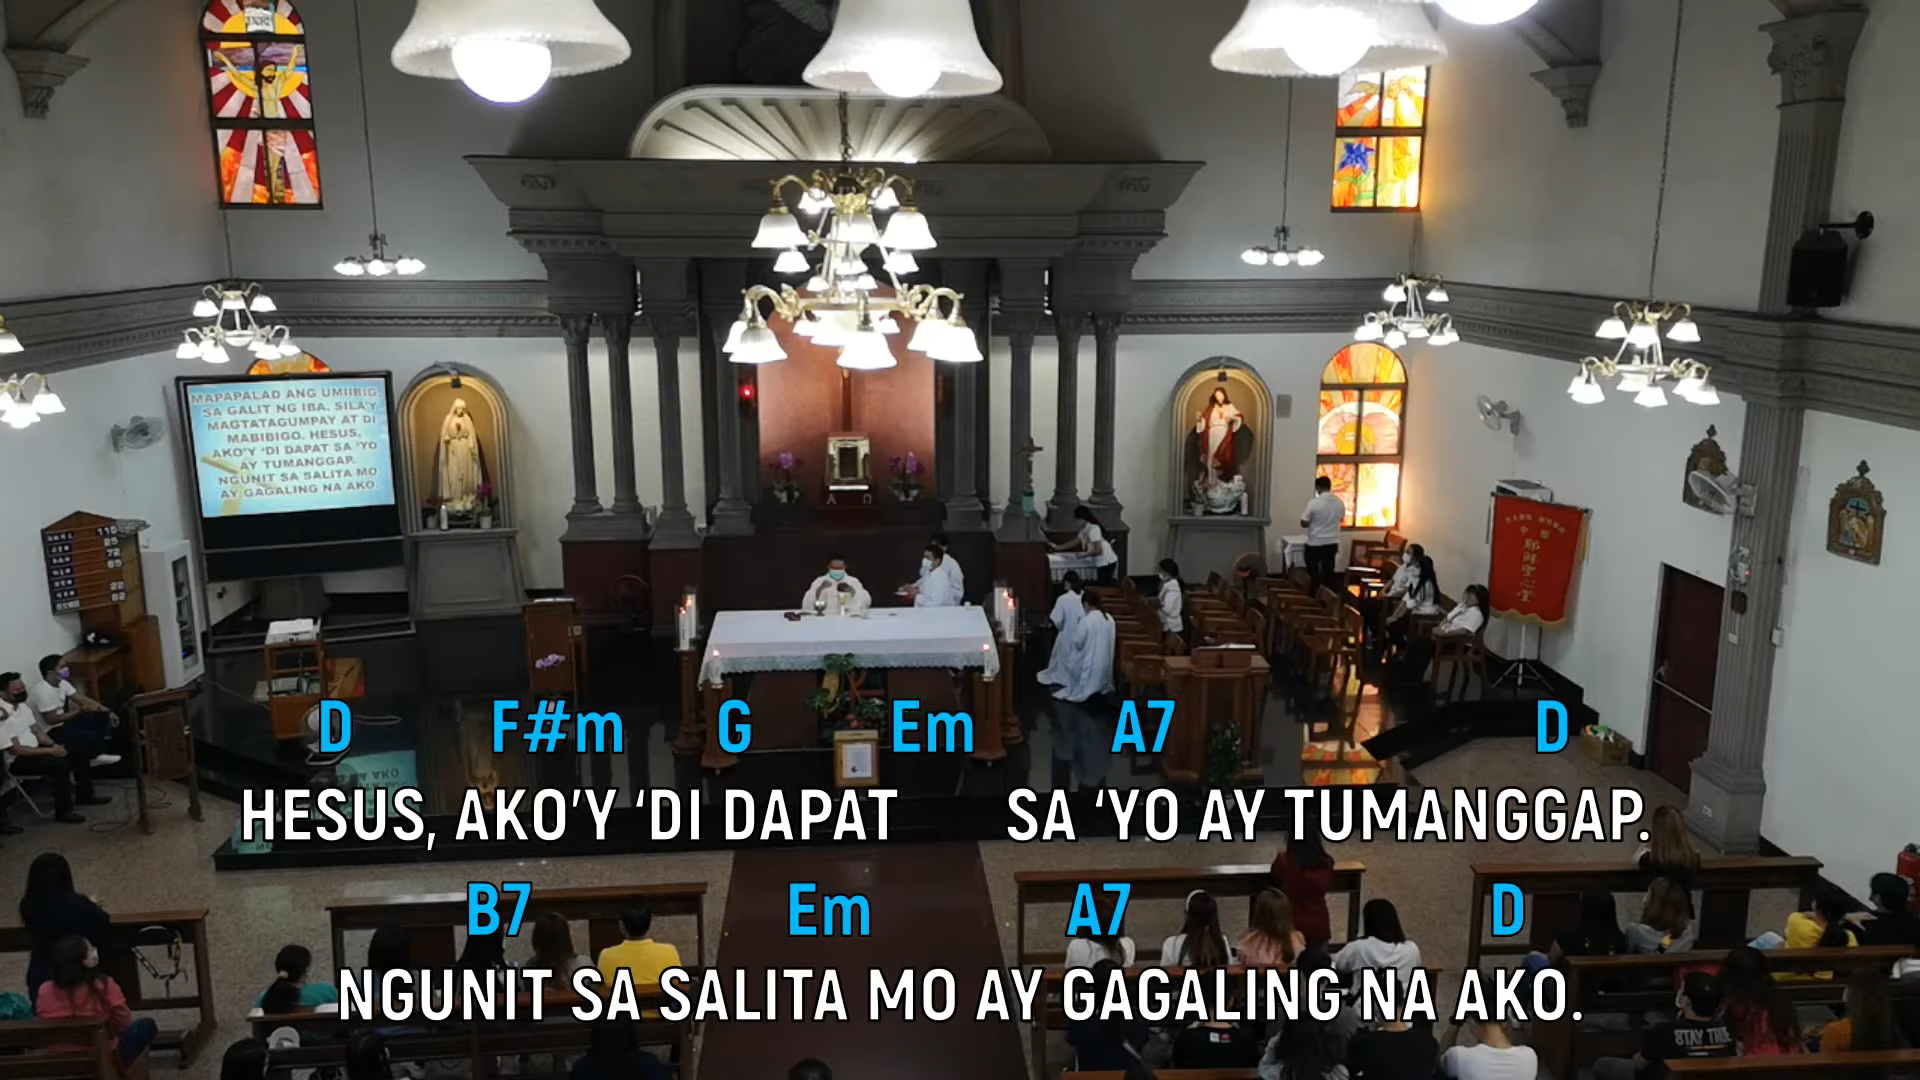 MAPAPALAD ANG UMIIBIG,
SA GALIT NG IBA. SILA'Y
MAGTATAGUMPAY AT DI
MABIBIGO. HESUS,
AKO'Y 'DI DAPAT SA 'YO
AY TUMANGGAP.
NGUNIT SA SALITA MO
AY GAGALING NA AKO.
Α Ω
D F#m G Em A7 D
HESUS, AKO’Y ‘DI DAPAT SA ‘YO AY TUMANGGAP.
B7 Em A7 D
NGUNIT SA SALITA MO AY GAGALING NA AKO.
STAY TRUE